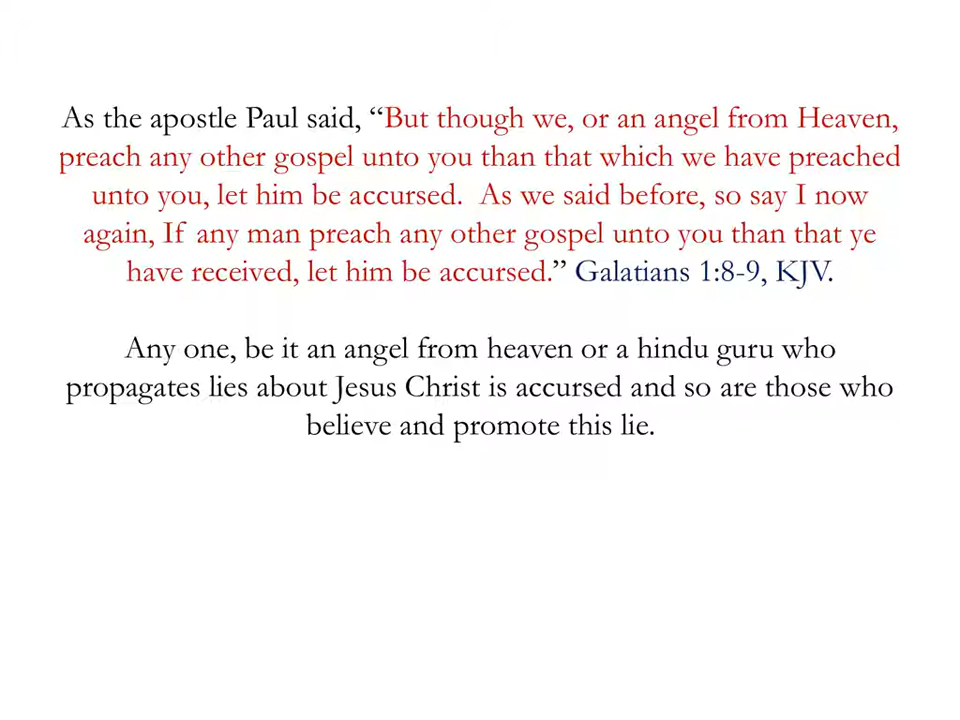 As the apostle Paul said, “But though we, or an angel from Heaven,
preach any other gospel unto you than that which we have preached
unto you, let him be accursed.  As we said before, so say I now
again, If any man preach any other gospel unto you than that ye
have received, let him be accursed.” Galatians 1:8-9, KJV.
Any one, be it an angel from heaven or a hindu guru who
propagates lies about Jesus Christ is accursed and so are those who
believe and promote this lie.